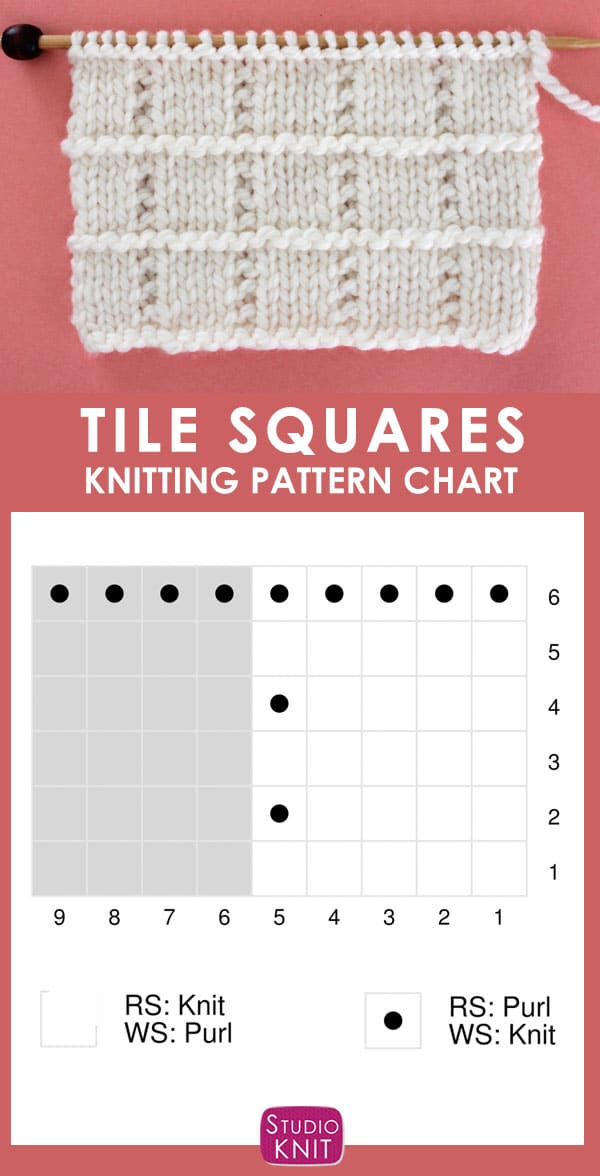 TILE SQUARES
KNITTING PATTERN CHART
6
5
4
3
2
1
9 8 7 6 5 4 3 2 1
RS: Knit
WS: Purl
RS: Purl
WS: Knit
STUDIO
KNIT